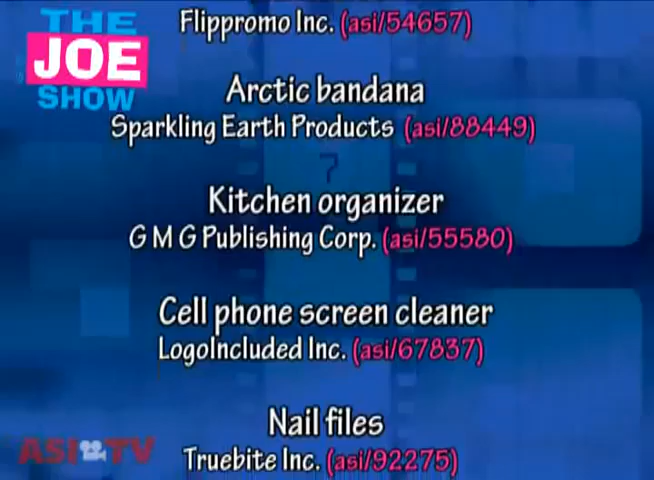 THE
JOE
SHOW
Flippromo Inc. (asi/54657)
Arctic bandana
Sparkling Earth Products (asi/88449)
7
Kitchen organizer
G M G Publishing Corp. (asi/55580)
Cell phone screen cleaner
LogoIncluded Inc. (asi/67837)
Nail files
Truebite Inc. (asi/92275)
ASI TV